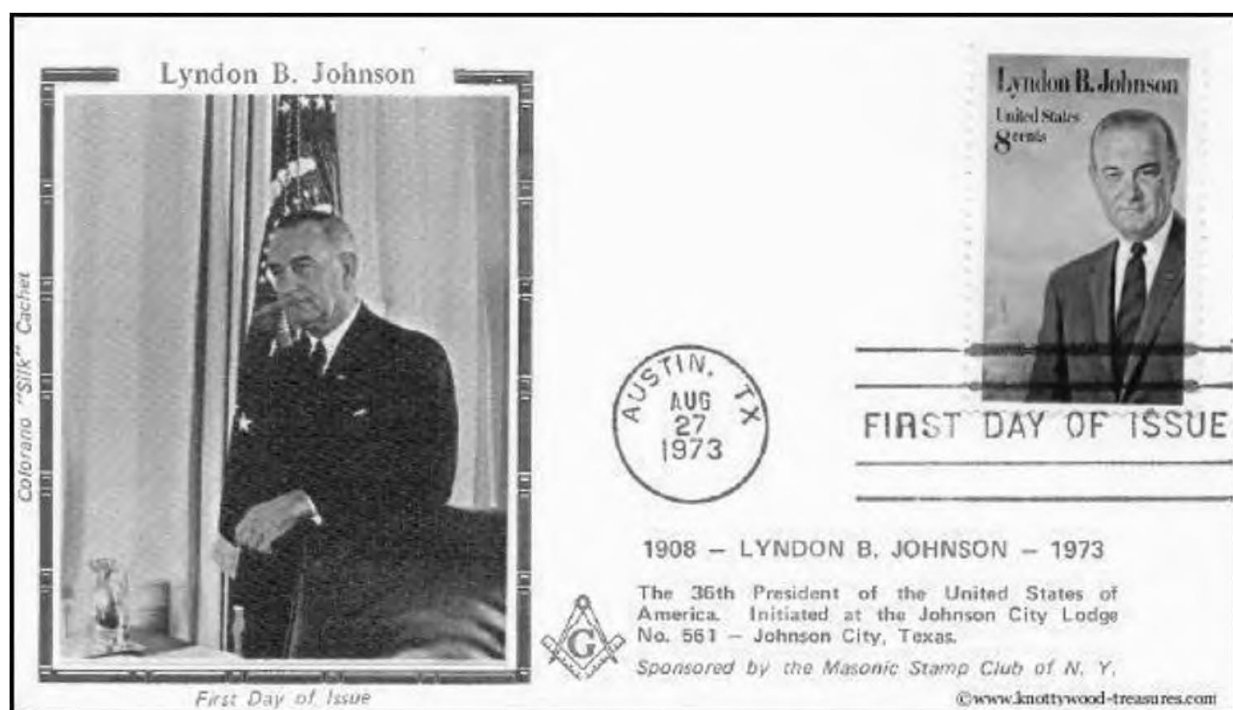 Lyndon B. Johnson
Colorano "Silk" Cachet
First Day of Issue
Lyndon B. Johnson
United States
8 cents
AUSTIN, TX
AUG
27
1973
FIRST DAY OF ISSUE
1908 – LYNDON B. JOHNSON – 1973
The 36th President of the United States of
America. Initiated at the Johnson City Lodge
No. 561 – Johnson City, Texas.
G
Sponsored by the Masonic Stamp Club of N. Y.
©www.knottywood-treasures.com